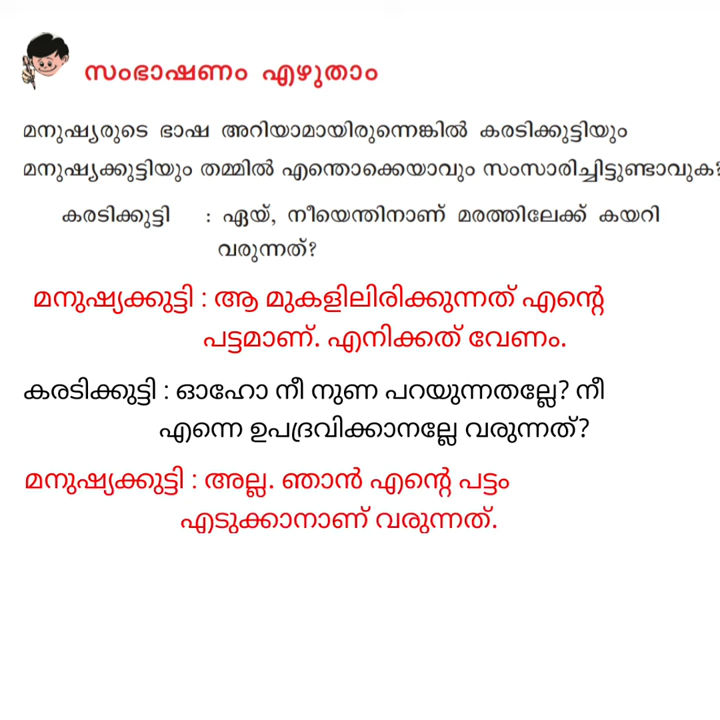 സംഭാഷണം എഴുതാം
മനുഷ്യരുടെ ഭാഷ അറിയാമായിരുന്നെങ്കിൽ കരടിക്കുട്ടിയും
മനുഷ്യക്കുട്ടിയും തമ്മിൽ എന്തൊക്കെയാവും സംസാരിച്ചിട്ടുണ്ടാവുക?
കരടിക്കുട്ടി : ഏയ്, നീയെന്തിനാണ് മരത്തിലേക്ക് കയറി
വരുന്നത്?
മനുഷ്യക്കുട്ടി : ആ മുകളിലിരിക്കുന്നത് എന്റെ
പട്ടമാണ്. എനിക്കത് വേണം.
കരടിക്കുട്ടി : ഓഹോ നീ നുണ പറയുന്നതല്ലേ? നീ
എന്നെ ഉപദ്രവിക്കാനല്ലേ വരുന്നത്?
മനുഷ്യക്കുട്ടി : അല്ല. ഞാൻ എന്റെ പട്ടം
എടുക്കാനാണ് വരുന്നത്.